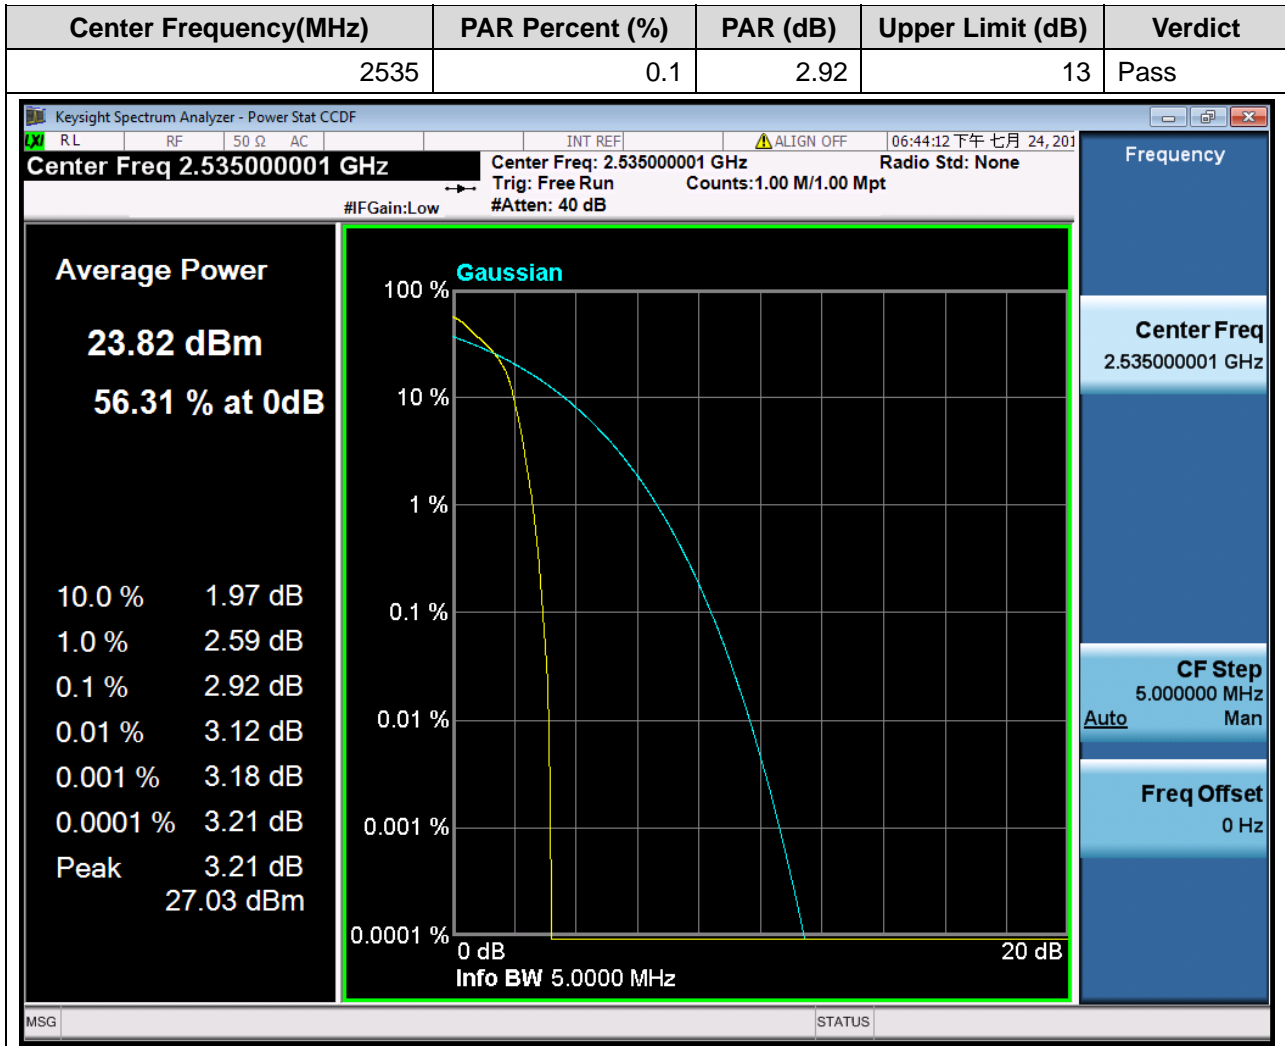 Center Frequency(MHz) PAR Percent (%) PAR (dB) Upper Limit (dB) Verdict
2535 0.1 2.92 13 Pass
Keysight Spectrum Analyzer - Power Stat CCDF
LXI RL RF 50 Ω AC INT REF ALIGN OFF 06:44:12 下午 七月 24, 201
Center Freq 2.535000001 GHz
Center Freq: 2.535000001 GHz Radio Std: None
Trig: Free Run Counts:1.00 M/1.00 Mpt
#IFGain:Low #Atten: 40 dB
Average Power
23.82 dBm
56.31 % at 0dB
10.0 % 1.97 dB
1.0 % 2.59 dB
0.1 % 2.92 dB
0.01 % 3.12 dB
0.001 % 3.18 dB
0.0001 % 3.21 dB
Peak 3.21 dB
27.03 dBm
Gaussian
100 %
10 %
1 %
0.1 %
0.01 %
0.001 %
0.0001 %
0 dB 20 dB
Info BW 5.0000 MHz
Frequency
Center Freq
2.535000001 GHz
CF Step
5.000000 MHz
Auto Man
Freq Offset
0 Hz
MSG STATUS